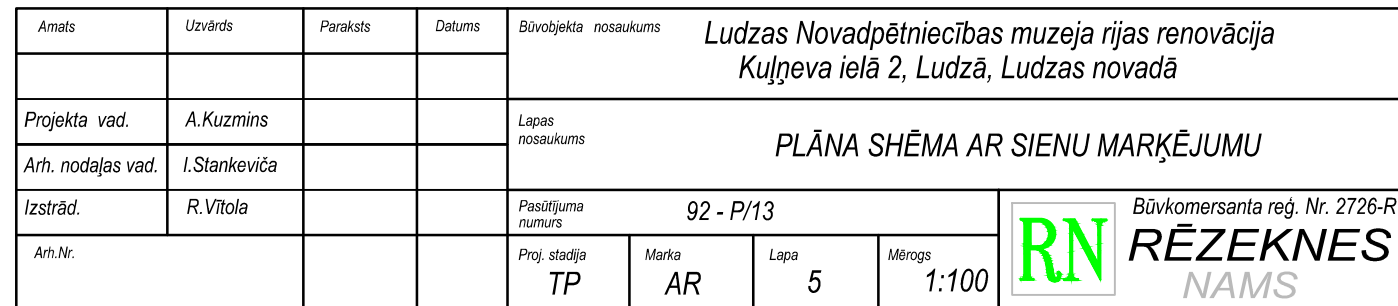 Amats Uzvārds Paraksts Datums
Būvobjekta nosaukums Ludzas Novadpētniecības muzeja rijas renovācija
Kuļņeva ielā 2, Ludzā, Ludzas novadā
Projekta vad. A.Kuzmins
Arh. nodaļas vad. I.Stankeviča
Izstrād. R.Vītola
Arh.Nr.
Lapas
nosaukums
PLĀNA SHĒMA AR SIENU MARĶĒJUMU
Pasūtījuma
numurs
92 - P/13
Proj. stadija Marka Lapa Mērogs
TP AR 5 1:100
RN
Būvkomersanta reģ. Nr. 2726-R
RĒZEKNES
NAMS